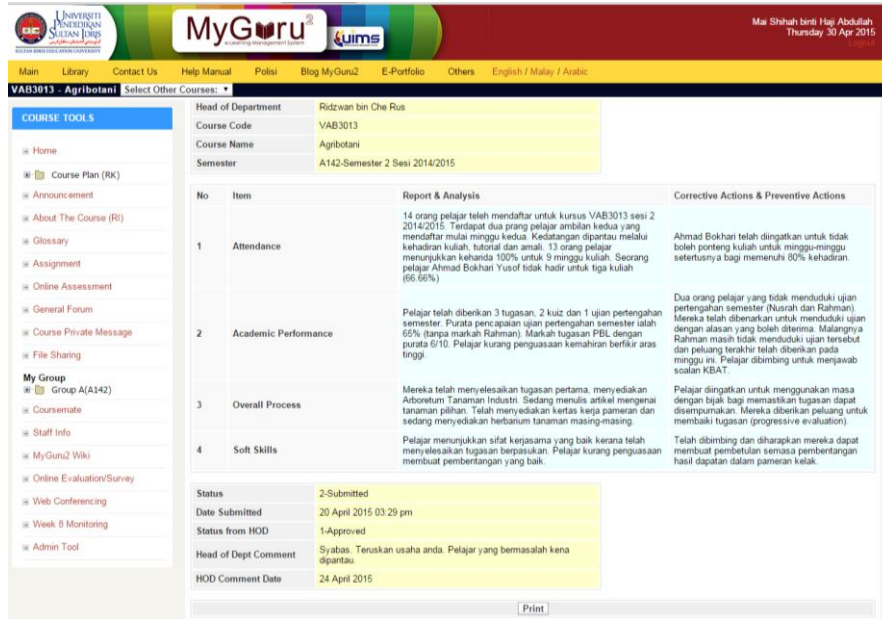 UNIVERSITI
PENDIDIKAN
SULTAN IDRIS
SULTAN IDRIS EDUCATION UNIVERSITY
MyGuru2
e-Learning Management System
uims
Mai Shihah binti Haji Abdullah
Thursday 30 Apr 2015
Logout
Main Library Contact Us Help Manual Polisi Blog MyGuru2 E-Portfolio Others English / Malay / Arabic
VAB3013 - Agribotani Select Other Courses:
COURSE TOOLS
Home
Course Plan (RK)
Announcement
About The Course (RI)
Glossary
Assignment
Online Assessment
General Forum
Course Private Message
File Sharing
My Group
Group A(A142)
Coursemate
Staff Info
MyGuru2 Wiki
Online Evaluation/Survey
Web Conferencing
Week 8 Monitoring
Admin Tool
Head of Department Ridzwan bin Che Rus
Course Code VAB3013
Course Name Agribotani
Semester A142-Semester 2 Sesi 2014/2015
No Item Report & Analysis Corrective Actions & Preventive Actions
1 Attendance
14 orang pelajar teleh mendaftar untuk kursus VAB3013 sesi 2
2014/2015. Terdapat dua prang pelajar ambilan kedua yang
mendaftar mulai minggu kedua. Kedatangan dipantau melalui
kehadiran kuliah, tutorial dan amali. 13 orang pelajar
menunjukkan keharida 100% untuk 9 minggu kuliah. Seorang
pelajar Ahmad Bokhari Yusof tidak hadir untuk tiga kuliah
(66.66%)
Ahmad Bokhari telah diingatkan untuk tidak
boleh ponteng kuliah untuk minggu-minggu
setertusnya bagi memenuhi 80% kehadiran.
2 Academic Performance
Pelajar telah diberikan 3 tugasan, 2 kuiz dan 1 ujian pertengahan
semester. Purata pencapaian ujian pertengahan semester ialah
65% (tanpa markah Rahman). Markah tugasan PBL dengan
purata 6/10. Pelajar kurang penguasaan kemahiran berfikir aras
tinggi.
Dua orang pelajar yang tidak menduduki ujian
pertengahan semester (Nusrah dan Rahman).
Mereka telah dibenarkan untuk menduduki ujian
dengan alasan yang boleh diterima. Malangnya
Rahman masih tidak menduduki ujian tersebut
dan peluang terakhir telah diberikan pada
minggu ini. Pelajar dibimbing untuk menjawab
soalan KBAT.
3 Overall Process
Mereka telah menyelesaikan tugasan pertama, menyediakan
Arboretum Tanaman Industri. Sedang menulis artikel mengenai
tanaman pilihan. Telah menyediakan kertas kerja pameran dan
sedang menyediakan herbarium tanaman masing-masing.
Pelajar diingatkan untuk menggunakan masa
dengan bijak bagi memastikan tugasan dapat
disempurnakan. Mereka diberikan peluang untuk
membaiki tugasan (progressive evaluation).
4 Soft Skills
Pelajar menunjukkan sifat kerjasama yang baik kerana telah
menyelesaikan tugasan berpasukan. Pelajar kurang penguasaan
membuat pembentangan yang baik.
Telah dibimbing dan diharapkan mereka dapat
membuat pembetulan semasa pembentangan
hasil dapatan dalam pameran kelak.
Status 2-Submitted
Date Submitted 20 April 2015 03:29 pm
Status from HOD 1-Approved
Head of Dept Comment Syabas. Teruskan usaha anda. Pelajar yang bermasalah kena
dipantau.
HOD Comment Date 24 April 2015
Print